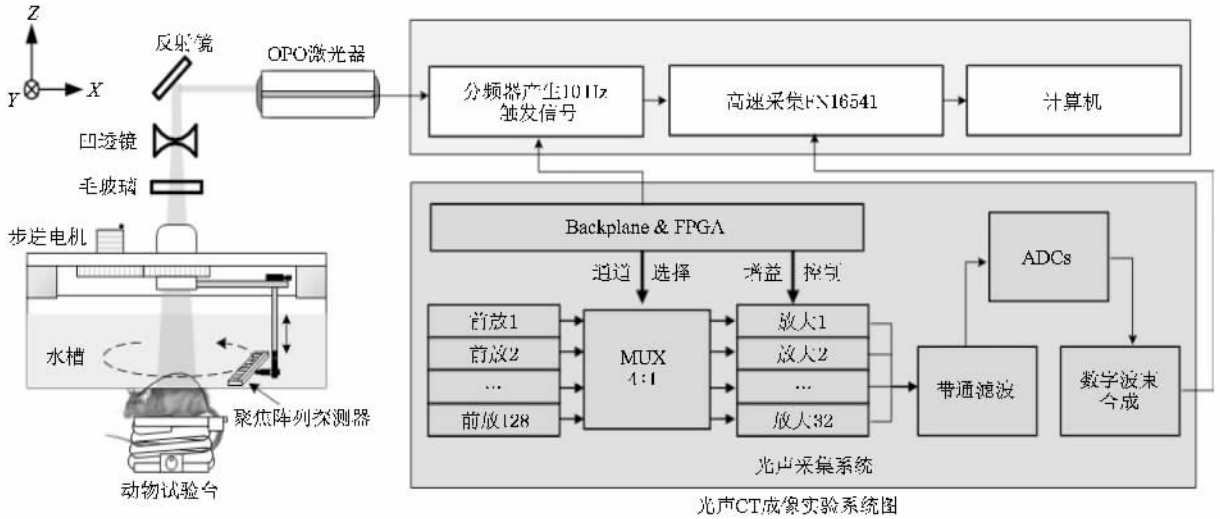 Z
X
Y
反射镜
OPO激光器
凹透镜
毛玻璃
步进电机
水槽
聚焦阵列探测器
动物试验台
分频器产生10Hz
触发信号
高速采集FN16541
计算机
Backplane & FPGA
通道 选择
增益 控制
前放1
前放2
…
前放128
MUX
4:1
放大1
放大2
…
放大32
带通滤波
ADCs
数字波束
合成
光声采集系统
光声CT成像实验系统图